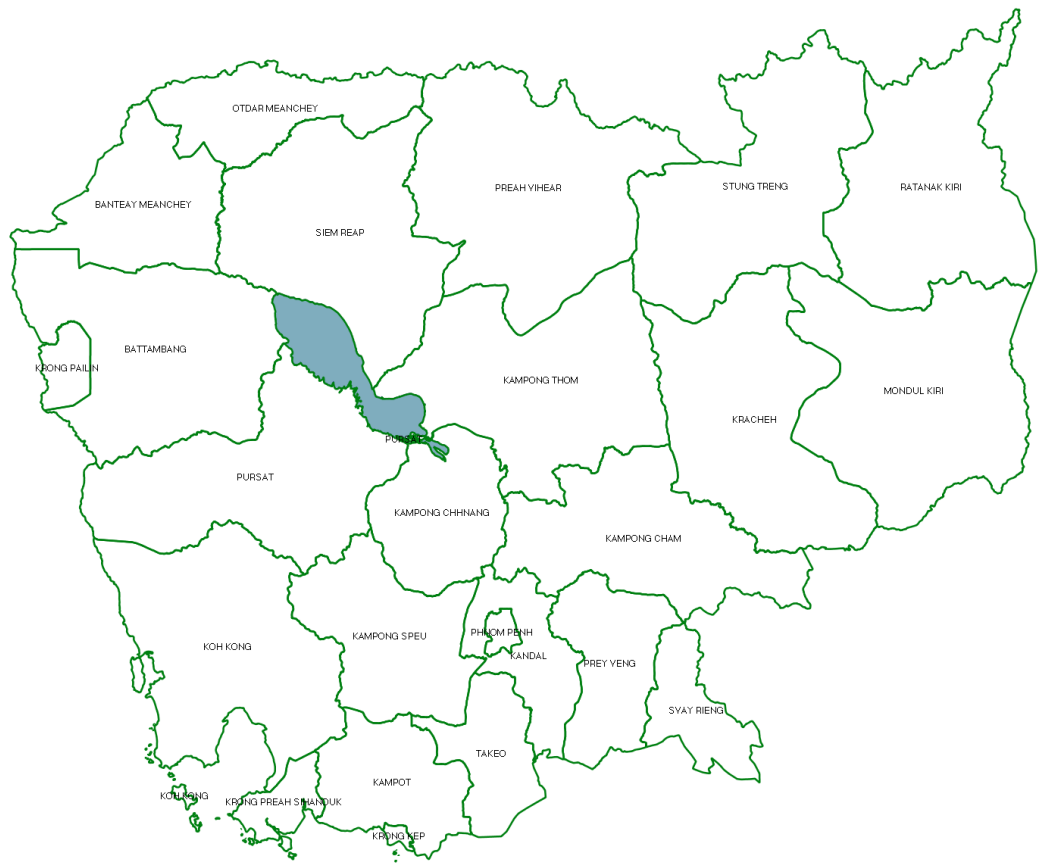 OTDAR MEANCHEY
PREAH VIHEAR
STUNG TRENG
RATANAK KIRI
BANTEAY MEANCHEY
SIEM REAP
BATTAMBANG
KRONG PAILIN
KAMPONG THOM
MONDUL KIRI
KRACHEH
PURSAT
PURSAT
KAMPONG CHHNANG
KAMPONG CHAM
KOH KONG
KAMPONG SPEU
PHNOM PENH
KANDAL
PREY VENG
SVAY RIENG
TAKEO
KAMPOT
KOH KONG
KRONG PREAH SIHANOUK
KRONG KEP